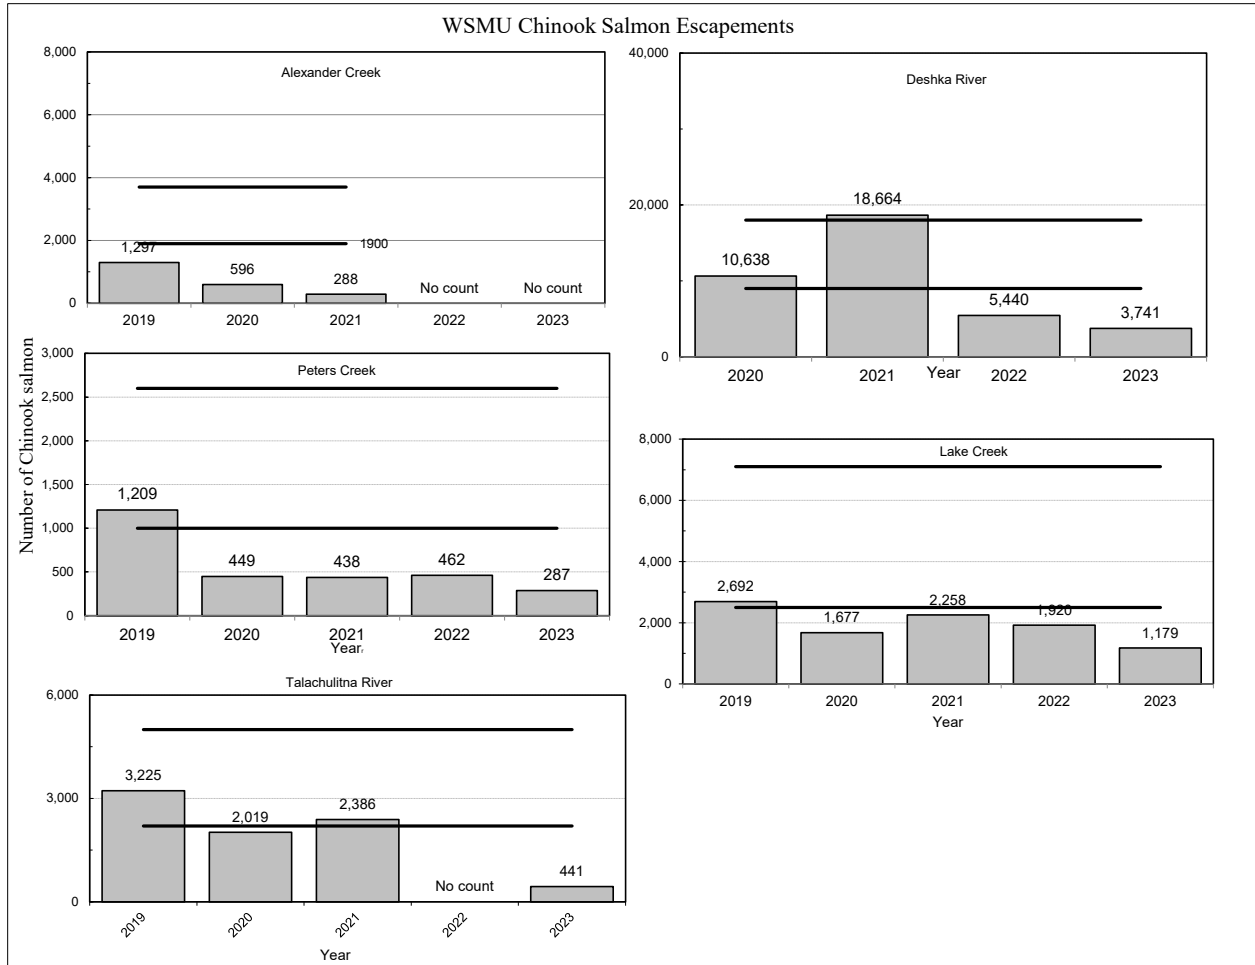 WSMU Chinook Salmon Escapements
Number of Chinook salmon
Alexander Creek
8,000
6,000
4,000
2,000
0
1,297
596
288
1900
No count
No count
2019 2020 2021 2022 2023
Deshka River
40,000
20,000
0
10,638
18,664
5,440
3,741
2020 2021 2022 2023
Year
Peters Creek
3,000
2,500
2,000
1,500
1,000
500
0
1,209
449
438
462
287
2019 2020 2021 2022 2023
Year
Lake Creek
8,000
6,000
4,000
2,000
0
2,692
1,677
2,258
1,920
1,179
2019 2020 2021 2022 2023
Year
Talachulitna River
6,000
3,000
0
3,225
2,019
2,386
No count
441
2019 2020 2021 2022 2023
Year